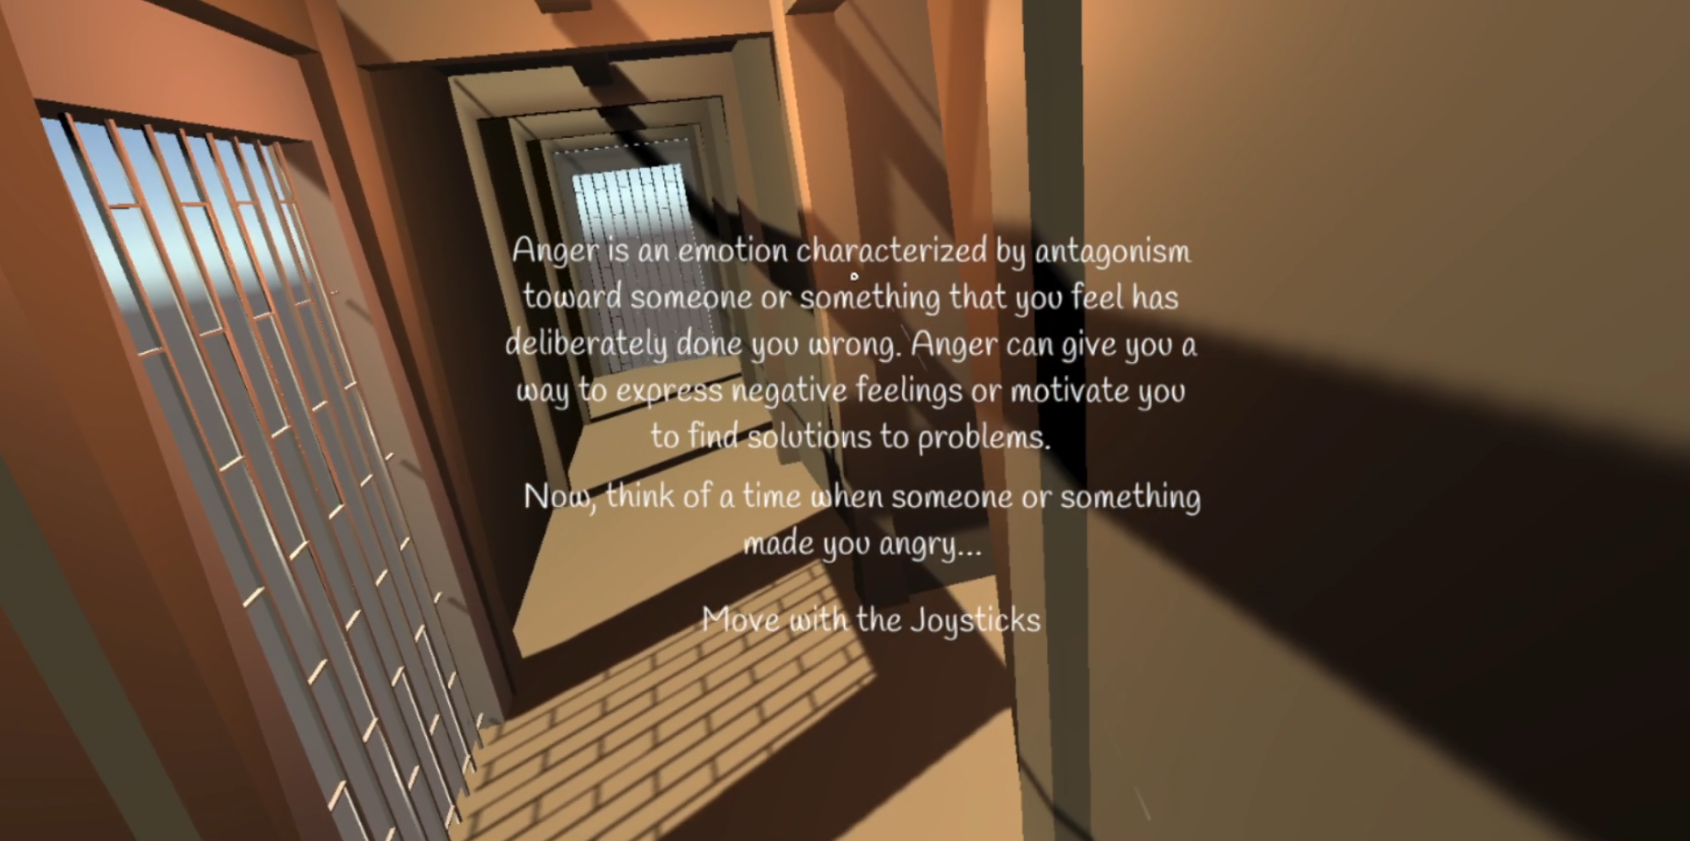 Anger is an emotion characterized by antagonism
toward someone or something that you feel has
deliberately done you wrong. Anger can give you a
way to express negative feelings or motivate you
to find solutions to problems.
Now, think of a time when someone or something
made you angry...
Move with the Joysticks